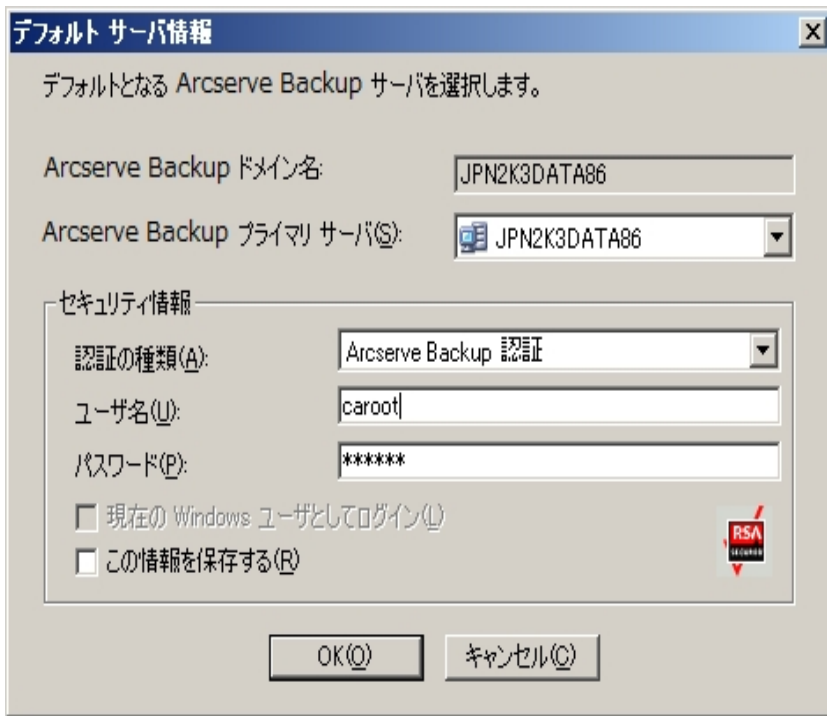 デフォルト サーバ情報
デフォルトとなる Arcserve Backup サーバを選択します。
Arcserve Backup ドメイン名: JPN2K3DATA86
Arcserve Backup プライマリ サーバ(S): JPN2K3DATA86
セキュリティ情報
認証の種類(A): Arcserve Backup 認証
ユーザ名(U): caroot
パスワード(P): ******
現在の Windows ユーザとしてログイン(L)
この情報を保存する(R)
RSA
SECURED
OK(O) キャンセル(C)